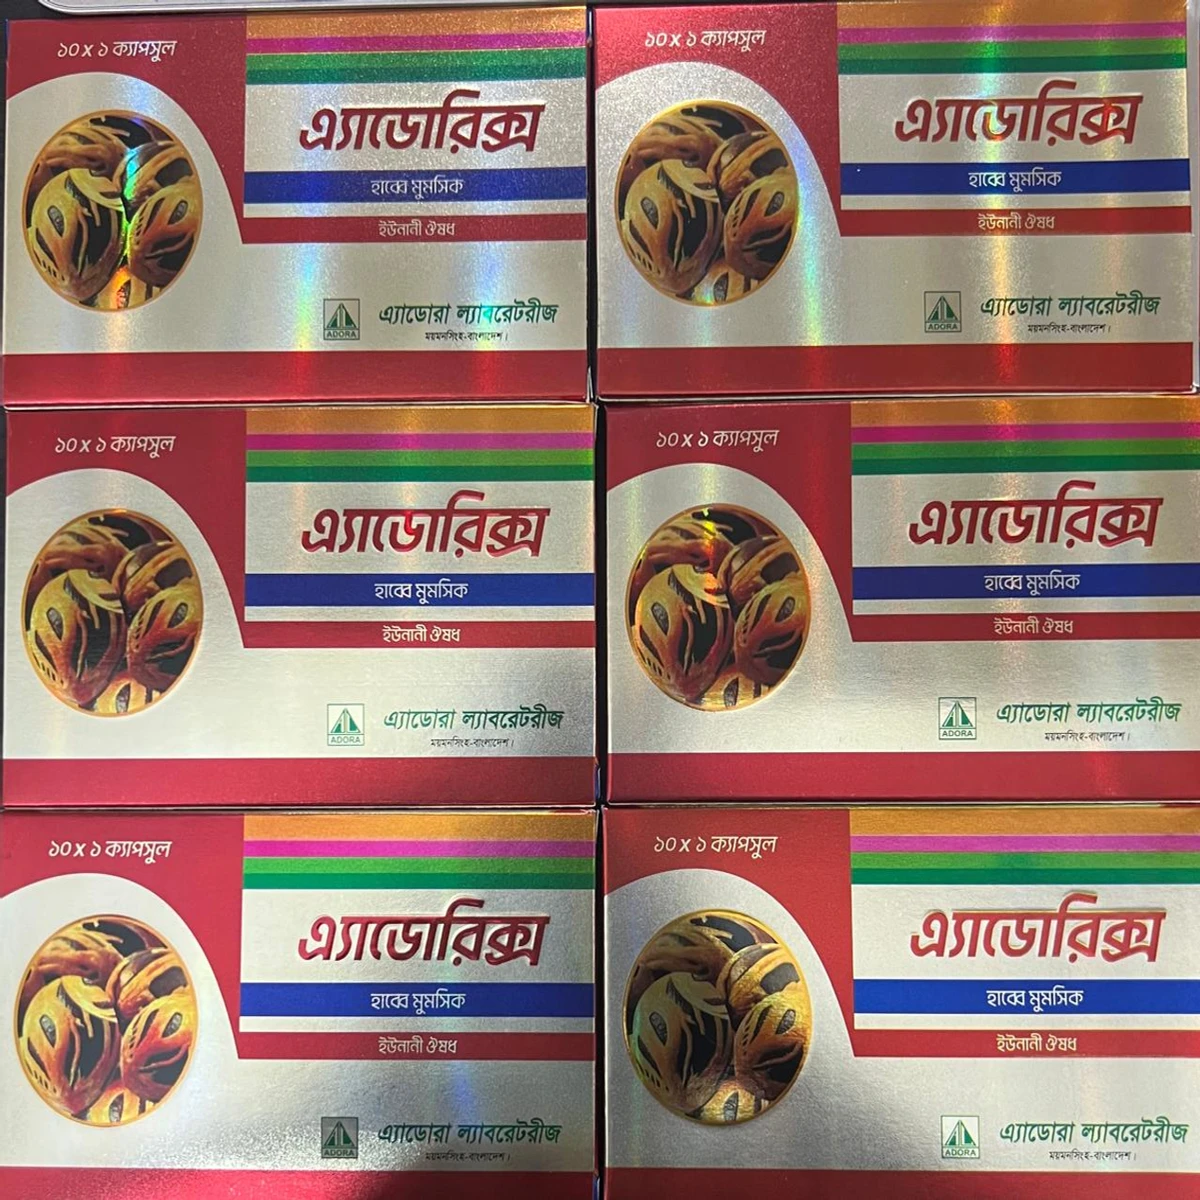 ১০ x ১ ক্যাপসুল
এ্যাডোরিক্স
হাব্বে মুমসিক
ইউনানী ঔষধ
ADORA
এ্যাডোরা ল্যাবরেটরীজ
ময়মনসিংহ-বাংলাদেশ।
১০ x ১ ক্যাপসুল
এ্যাডোরিক্স
হাব্বে মুমসিক
ইউনানী ঔষধ
ADORA
এ্যাডোরা ল্যাবরেটরীজ
ময়মনসিংহ-বাংলাদেশ।
১০ x ১ ক্যাপসুল
এ্যাডোরিক্স
হাব্বে মুমসিক
ইউনানী ঔষধ
ADORA
এ্যাডোরা ল্যাবরেটরীজ
ময়মনসিংহ-বাংলাদেশ।
১০ x ১ ক্যাপসুল
এ্যাডোরিক্স
হাব্বে মুমসিক
ইউনানী ঔষধ
ADORA
এ্যাডোরা ল্যাবরেটরীজ
ময়মনসিংহ-বাংলাদেশ।
১০ x ১ ক্যাপসুল
এ্যাডোরিক্স
হাব্বে মুমসিক
ইউনানী ঔষধ
ADORA
এ্যাডোরা ল্যাবরেটরীজ
ময়মনসিংহ-বাংলাদেশ।
১০ x ১ ক্যাপসুল
এ্যাডোরিক্স
হাব্বে মুমসিক
ইউনানী ঔষধ
ADORA
এ্যাডোরা ল্যাবরেটরীজ
ময়মনসিংহ-বাংলাদেশ।